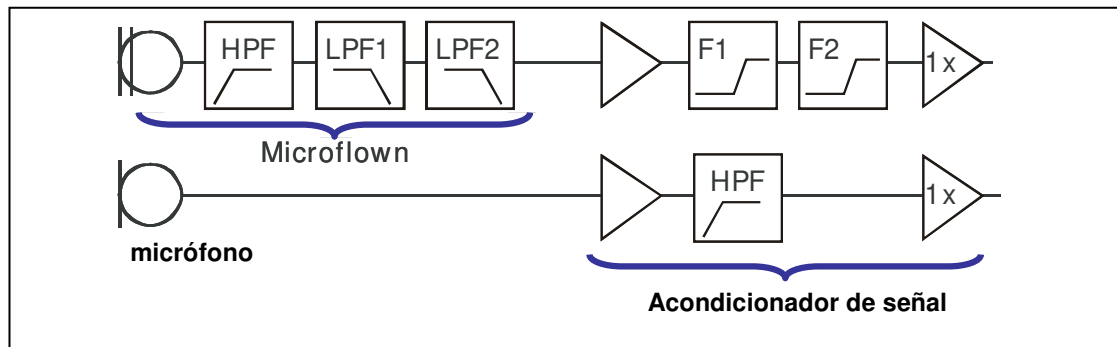 HPF LPF1 LPF2 F1 F2 1x
Microflown
HPF 1x
micrófono
Acondicionador de señal